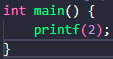 int main() {
    printf(2);
}